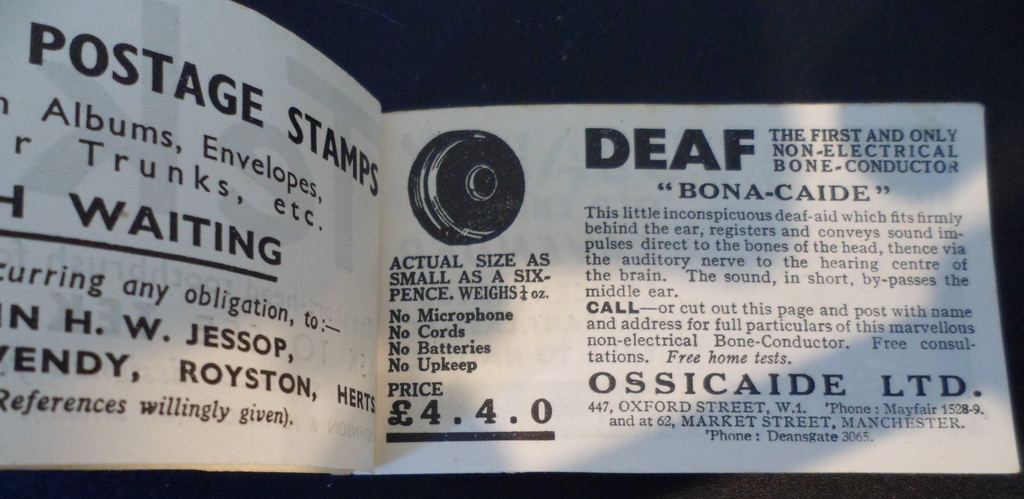 POSTAGE STAMPS
Albums, Envelopes,
r Trunks, etc.
H WAITING
curring any obligation, to:—
H. W. JESSOP,
ENDY, ROYSTON, HERTS
References willingly given).
ACTUAL SIZE AS
SMALL AS A SIX-
PENCE. WEIGHS ¼ oz.
No Microphone
No Cords
No Batteries
No Upkeep
PRICE
£4.4.0
DEAF THE FIRST AND ONLY
NON-ELECTRICAL
BONE-CONDUCTOR
"BONA-CAIDE"
This little inconspicuous deaf-aid which fits firmly
behind the ear, registers and conveys sound im-
pulses direct to the bones of the head, thence via
the auditory nerve to the hearing centre of
the brain. The sound, in short, by-passes the
middle ear.
CALL—or cut out this page and post with name
and address for full particulars of this marvellous
non-electrical Bone-Conductor. Free consul-
tations. Free home tests.
OSSICAIDE LTD.
447, OXFORD STREET, W.1. 'Phone: Mayfair 1528-9.
and at 62, MARKET STREET, MANCHESTER.
'Phone: Deansgate 3065.